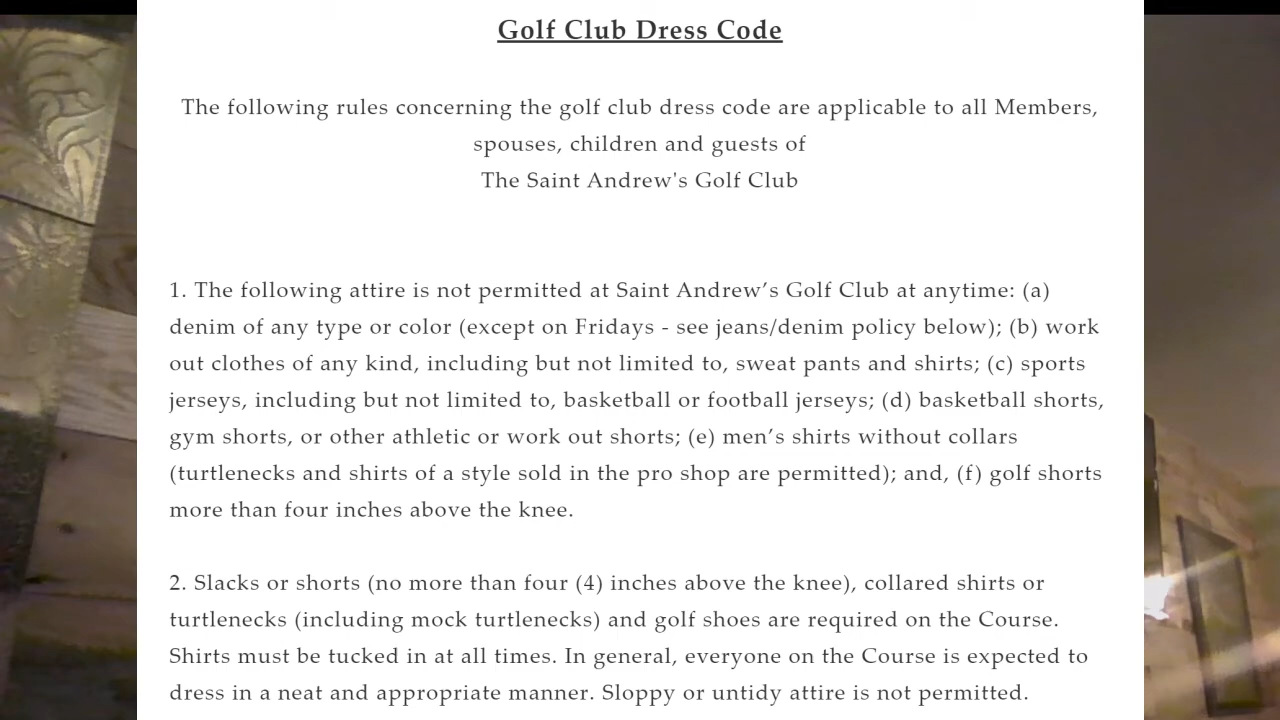 Golf Club Dress Code
The following rules concerning the golf club dress code are applicable to all Members,
spouses, children and guests of
The Saint Andrew's Golf Club
1. The following attire is not permitted at Saint Andrew’s Golf Club at anytime: (a)
denim of any type or color (except on Fridays - see jeans/denim policy below); (b) work
out clothes of any kind, including but not limited to, sweat pants and shirts; (c) sports
jerseys, including but not limited to, basketball or football jerseys; (d) basketball shorts,
gym shorts, or other athletic or work out shorts; (e) men’s shirts without collars
(turtlenecks and shirts of a style sold in the pro shop are permitted); and, (f) golf shorts
more than four inches above the knee.
2. Slacks or shorts (no more than four (4) inches above the knee), collared shirts or
turtlenecks (including mock turtlenecks) and golf shoes are required on the Course.
Shirts must be tucked in at all times. In general, everyone on the Course is expected to
dress in a neat and appropriate manner. Sloppy or untidy attire is not permitted.